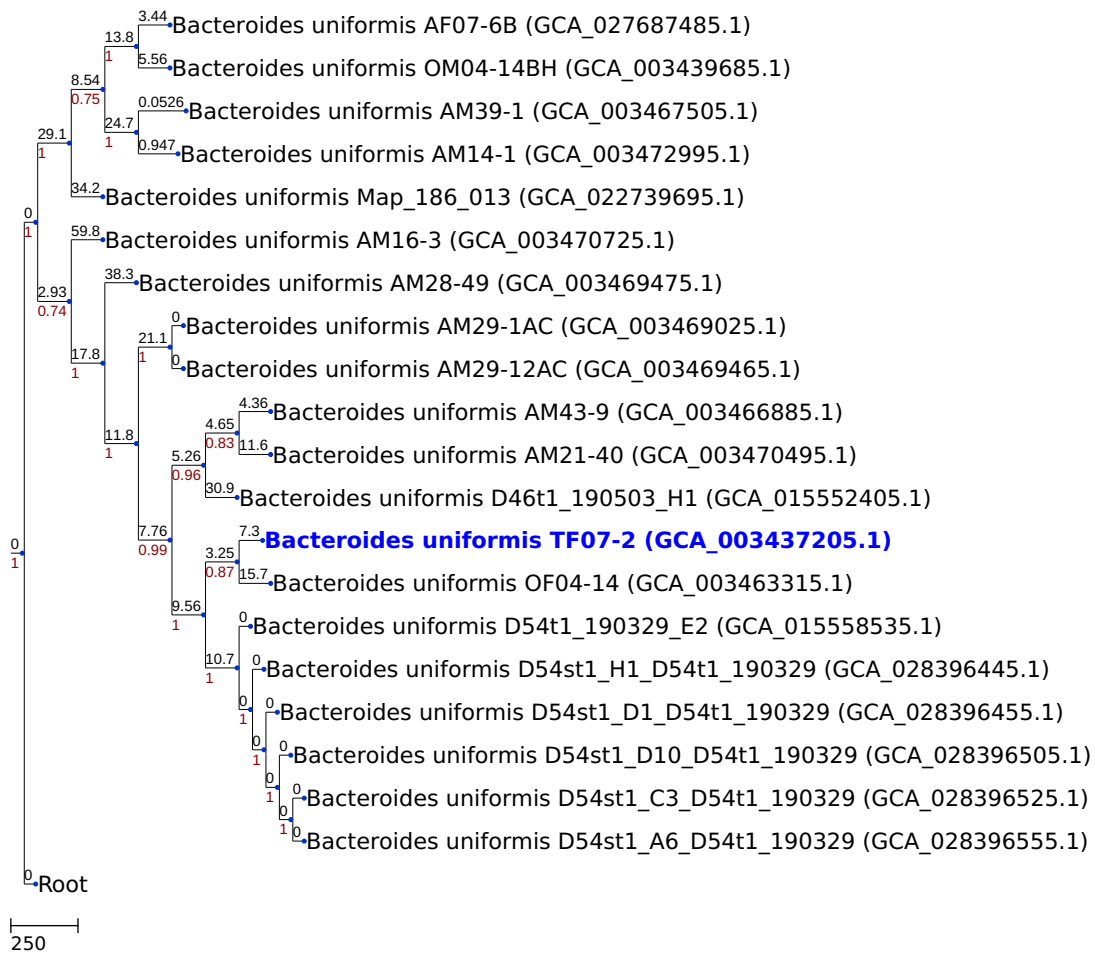 3.44 Bacteroides uniformis AF07-6B (GCA_027687485.1)
13.8
1
5.56 Bacteroides uniformis OM04-14BH (GCA_003439685.1)
8.54
0.75
0.0526 Bacteroides uniformis AM39-1 (GCA_003467505.1)
24.7
1
0.947 Bacteroides uniformis AM14-1 (GCA_003472995.1)
29.1
1
34.2 Bacteroides uniformis Map_186_013 (GCA_022739695.1)
0
1
59.8 Bacteroides uniformis AM16-3 (GCA_003470725.1)
38.3 Bacteroides uniformis AM28-49 (GCA_003469475.1)
2.93
0.74
0 Bacteroides uniformis AM29-1AC (GCA_003469025.1)
21.1
1
17.8
1
0 Bacteroides uniformis AM29-12AC (GCA_003469465.1)
4.36 Bacteroides uniformis AM43-9 (GCA_003466885.1)
4.65
0.83
11.8
1
11.6 Bacteroides uniformis AM21-40 (GCA_003470495.1)
5.26
0.96
30.9 Bacteroides uniformis D46t1_190503_H1 (GCA_015552405.1)
7.76
0.99
7.3 Bacteroides uniformis TF07-2 (GCA_003437205.1)
0
1
3.25
0.87
15.7 Bacteroides uniformis OF04-14 (GCA_003463315.1)
9.56
1
0 Bacteroides uniformis D54t1_190329_E2 (GCA_015558535.1)
10.7
1
0 Bacteroides uniformis D54st1_H1_D54t1_190329 (GCA_028396445.1)
0
1
0 Bacteroides uniformis D54st1_D1_D54t1_190329 (GCA_028396455.1)
0
1
0 Bacteroides uniformis D54st1_D10_D54t1_190329 (GCA_028396505.1)
0
1
0 Bacteroides uniformis D54st1_C3_D54t1_190329 (GCA_028396525.1)
0
1
0 Bacteroides uniformis D54st1_A6_D54t1_190329 (GCA_028396555.1)
0 Root
250